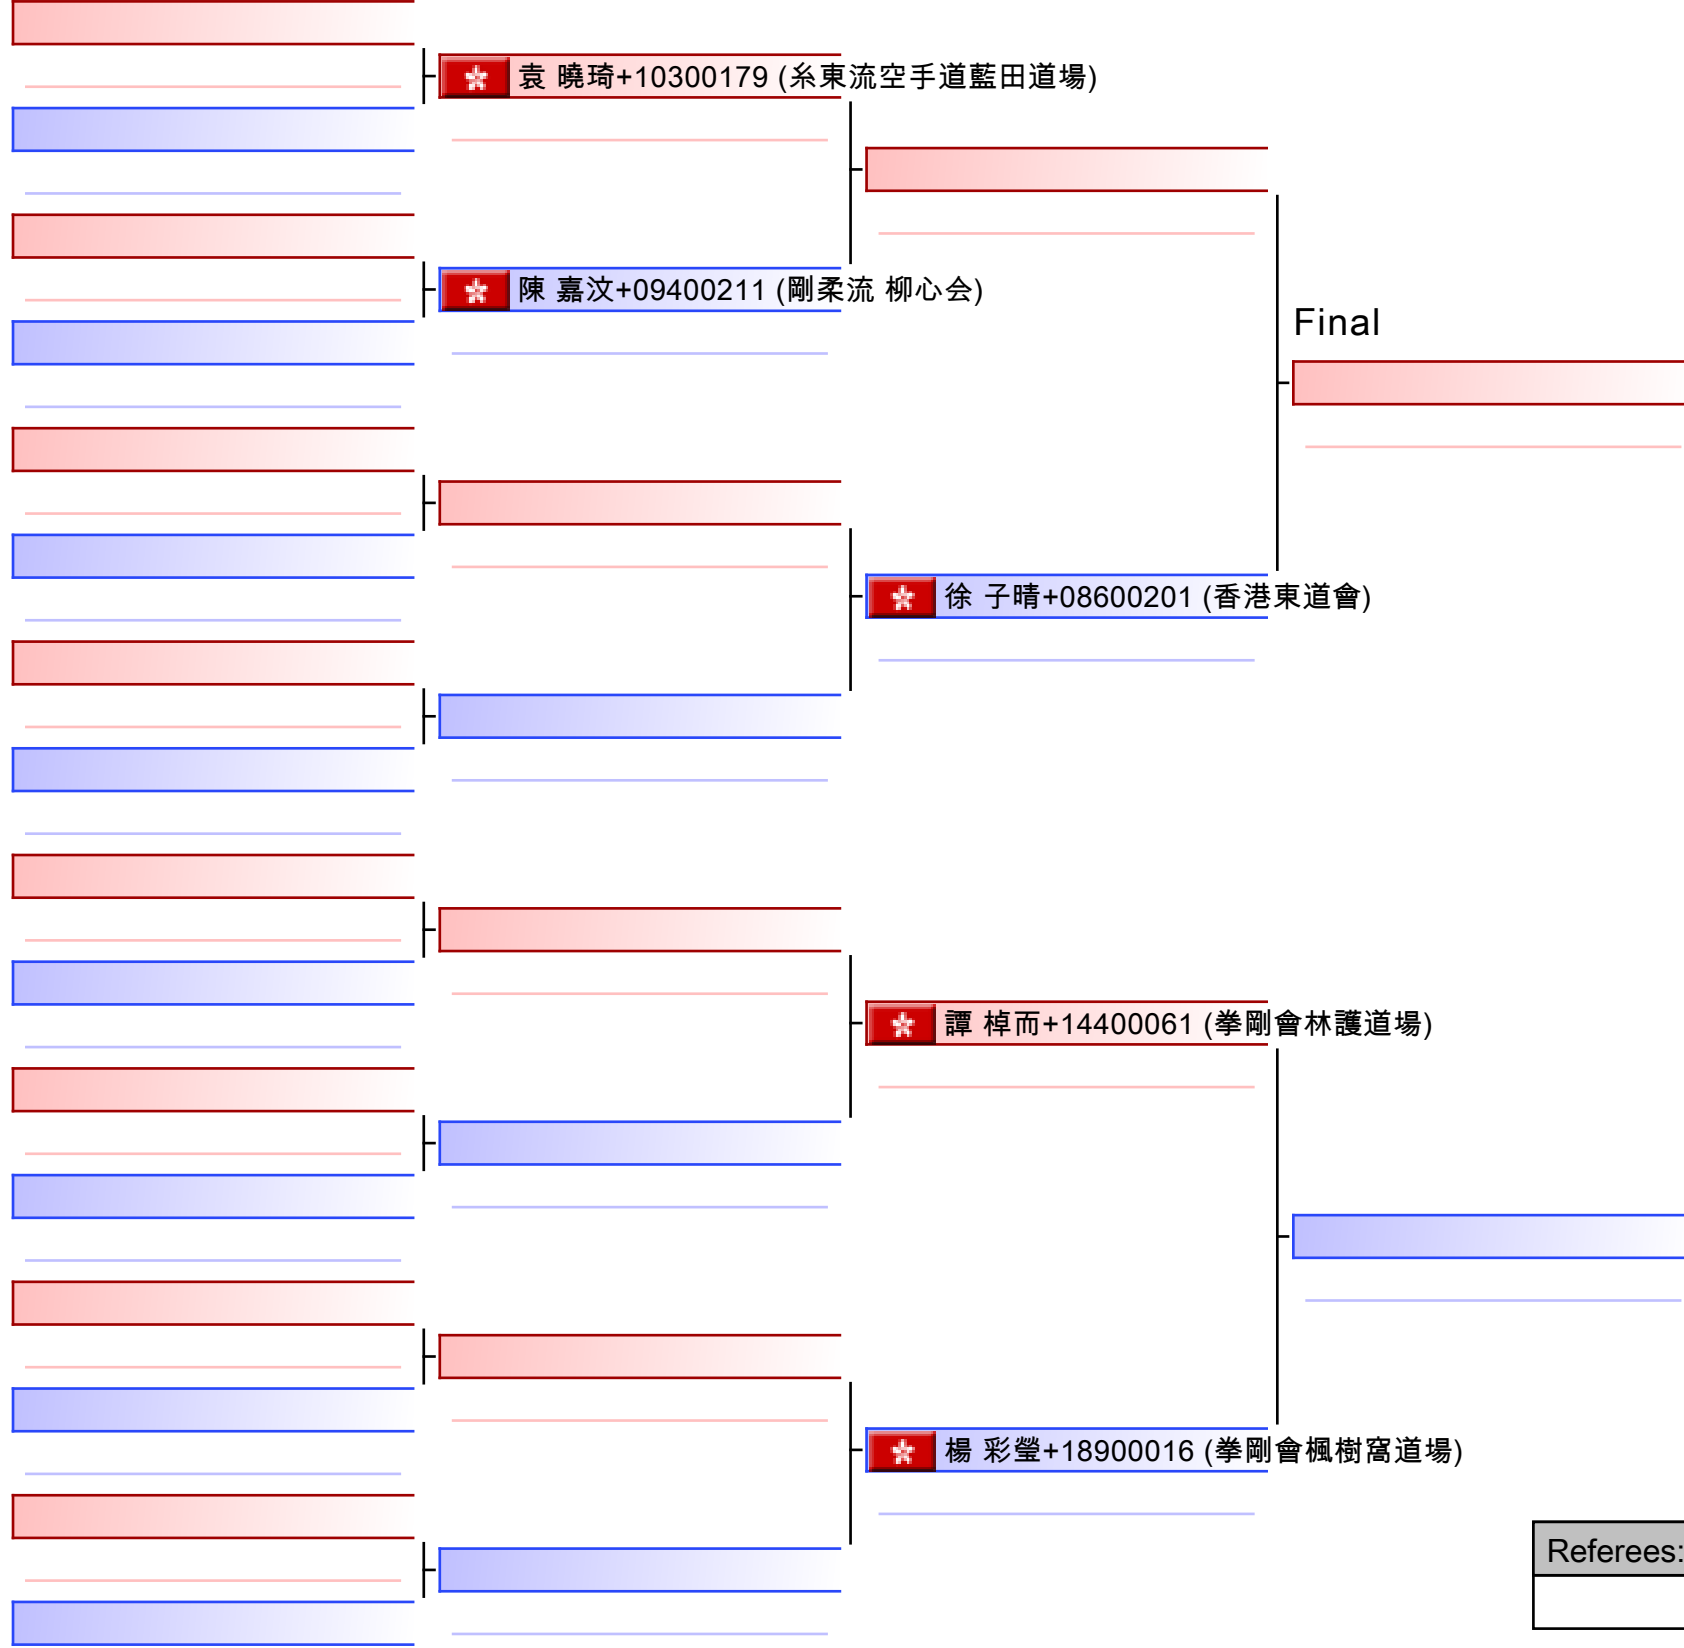 袁 曉琦+10300179 (糸東流空手道藍田道場)
陳 嘉汶+09400211 (剛柔流 柳心会)
Final
徐 子晴+08600201 (香港東道會)
譚 棹而+14400061 (拳剛會林護道場)
楊 彩瑩+18900016 (拳剛會楓樹窩道場)
Referees: